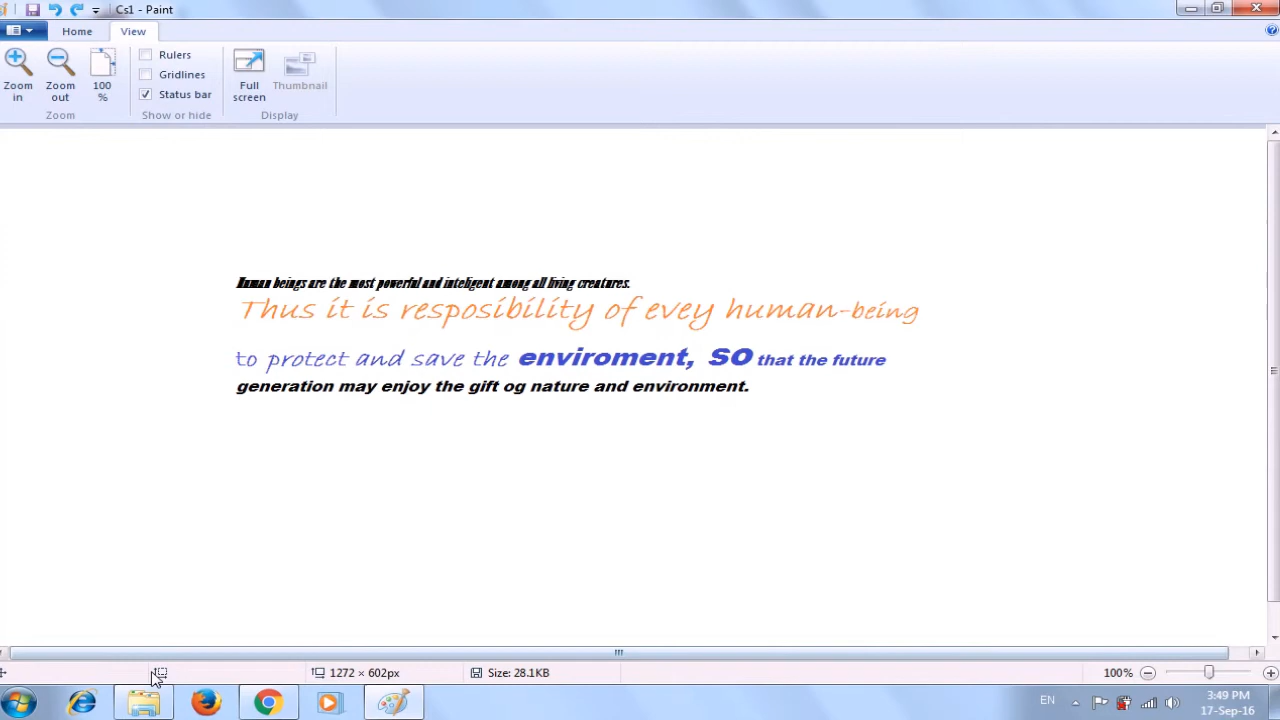 Cs1 - Paint
Home View
Rulers
Gridlines
Status bar
Zoom in
Zoom out
100 %
Full screen
Thumbnail
Zoom
Show or hide
Display
Human beings are the most powerful and inteligent among all living creatures.
Thus it is resposibility of evey human-being
to protect and save the enviroment, SO that the future
generation may enjoy the gift og nature and environment.
1272 × 602px
Size: 28.1KB
100%
EN
3:49 PM
17-Sep-16